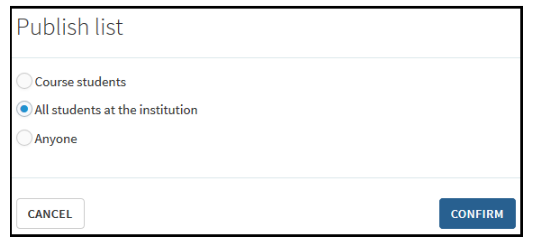 Publish list
Course students
All students at the institution
Anyone
CANCEL
CONFIRM